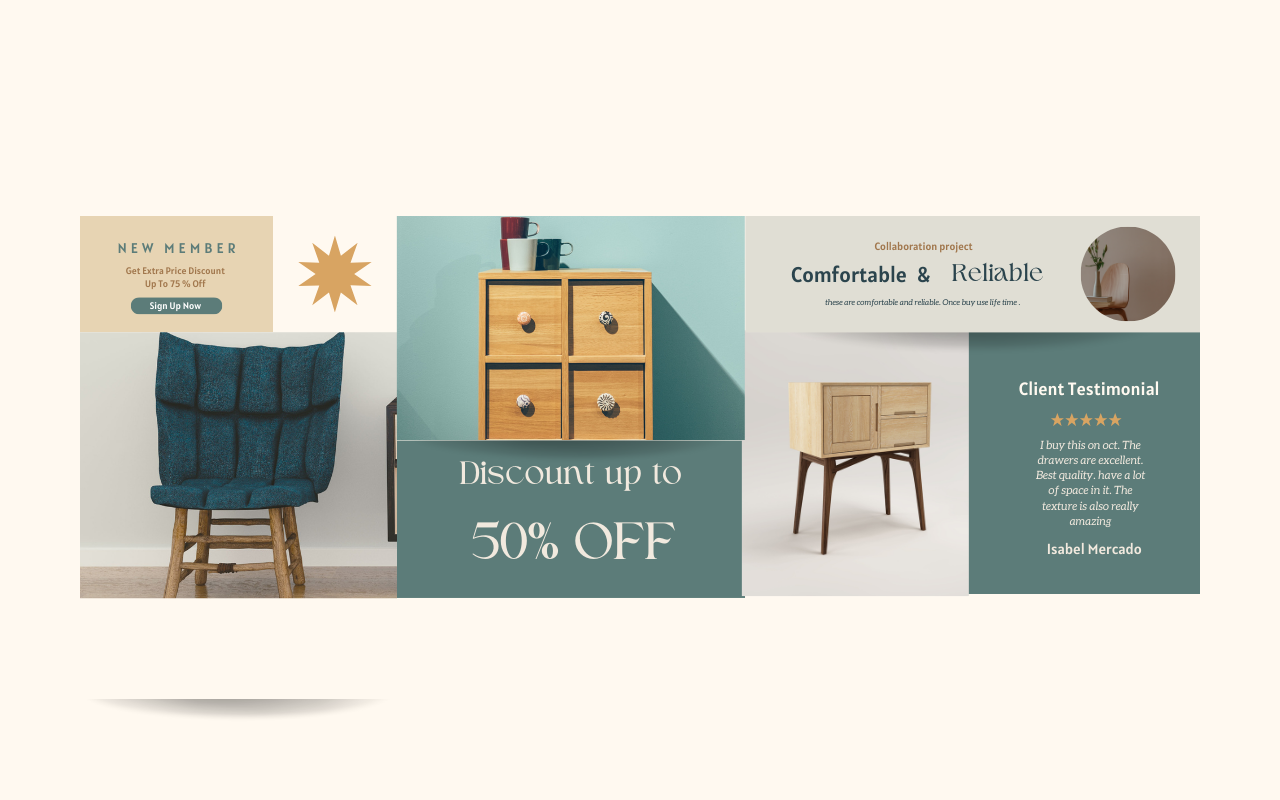 NEW MEMBER
Get Extra Price Discount
Up To 75 % Off
Sign Up Now
Discount up to
50% OFF
Collaboration project
Comfortable & Reliable
these are comfortable and reliable. Once buy use life time .
Client Testimonial
I buy this on oct. The
drawers are excellent.
Best quality. have a lot
of space in it. The
texture is also really
amazing
Isabel Mercado